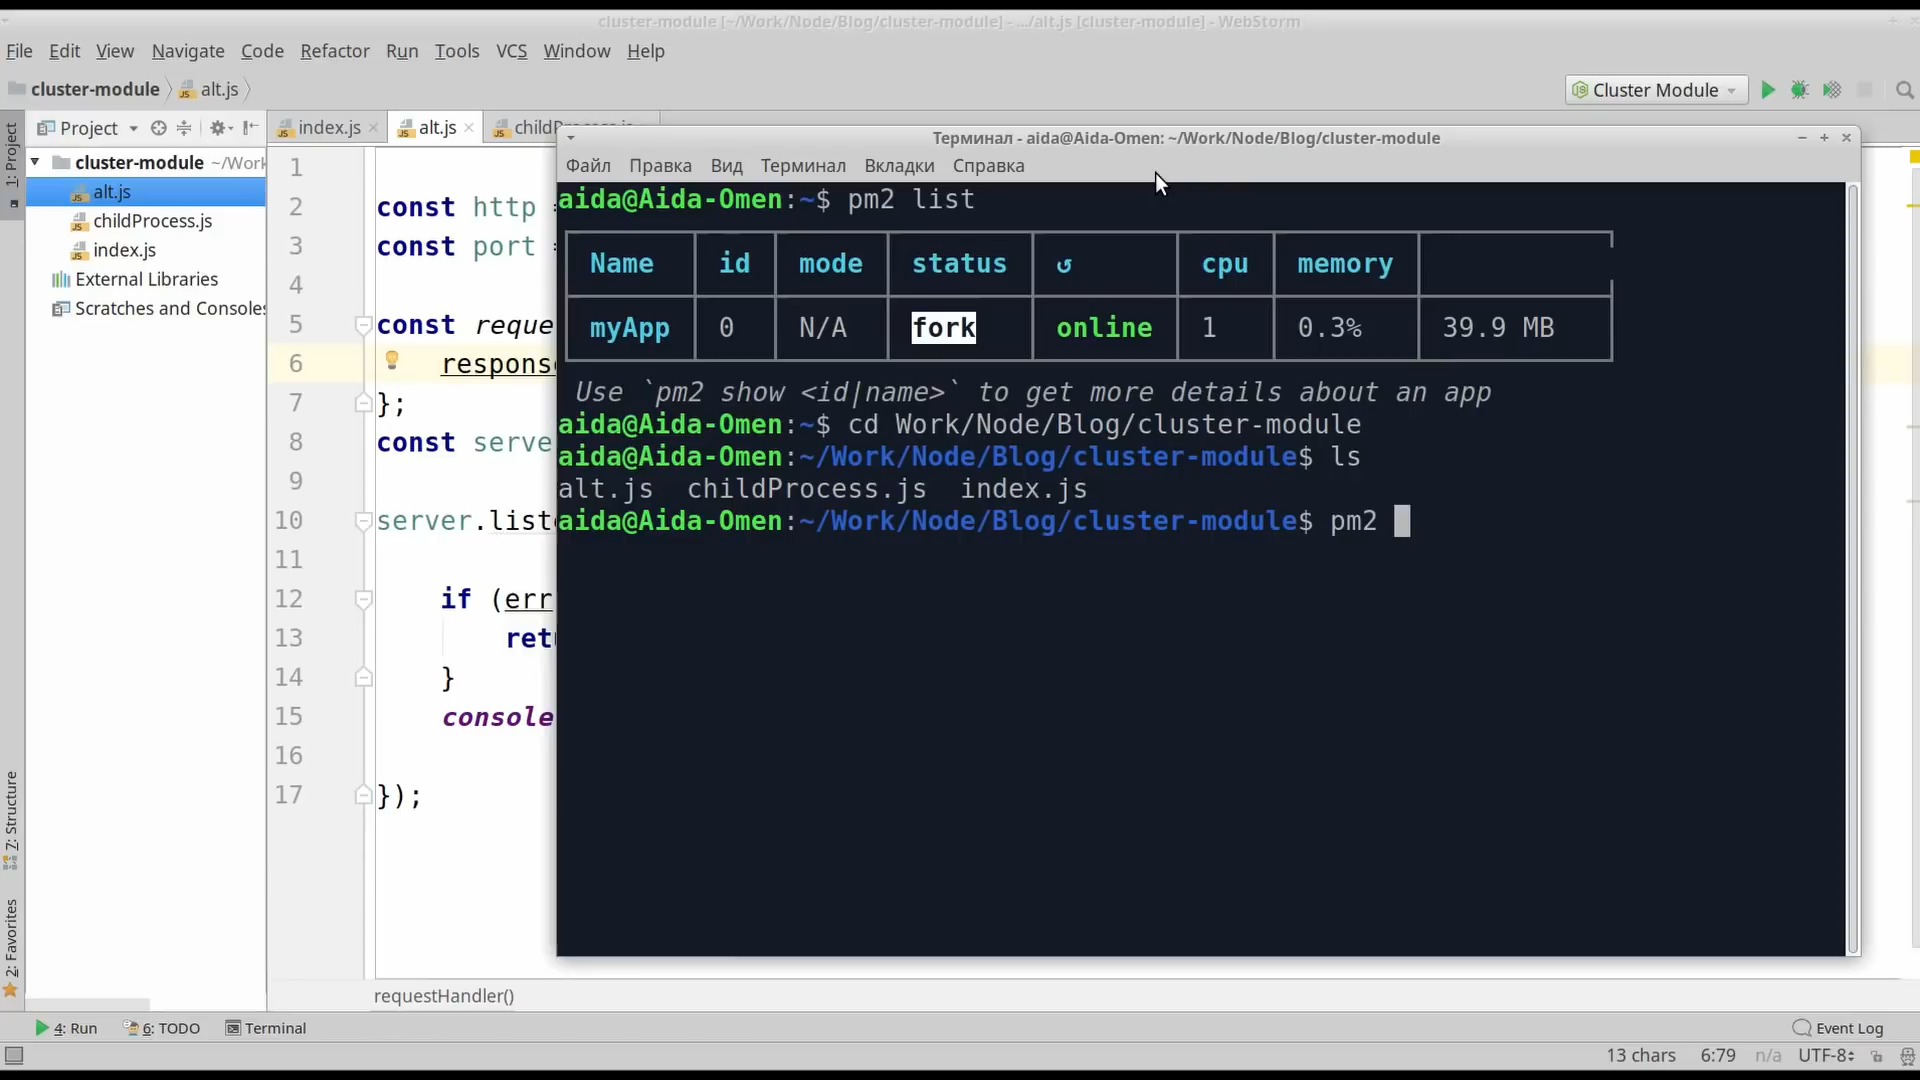 cluster-module [~/Work/Node/Blog/cluster-module] - .../alt.js [cluster-module] - WebStorm
File Edit View Navigate Code Refactor Run Tools VCS Window Help
cluster-module alt.js Cluster Module
1: Project
Project
index.js alt.js
cluster-module
alt.js
childProcess.js
index.js
External Libraries
Scratches and Consoles
7: Structure
2: Favorites
1
2 const http
3 const port
4
5 const reque
6 respons
7 };
8 const serve
9
10 server.liste
11
12 if (err
13 ret
14 }
15 console
16
17 });
requestHandler()
Терминал - aida@Aida-Omen: ~/Work/Node/Blog/cluster-module
Файл Правка Вид Терминал Вкладки Справка
aida@Aida-Omen:~$ pm2 list
Name id mode status ↺ cpu memory
myApp 0 N/A fork online 1 0.3% 39.9 MB
Use `pm2 show <id|name>` to get more details about an app
aida@Aida-Omen:~$ cd Work/Node/Blog/cluster-module
aida@Aida-Omen:~/Work/Node/Blog/cluster-module$ ls
alt.js childProcess.js index.js
aida@Aida-Omen:~/Work/Node/Blog/cluster-module$ pm2
4: Run 6: TODO Terminal Event Log
13 chars 6:79 n/a UTF-8